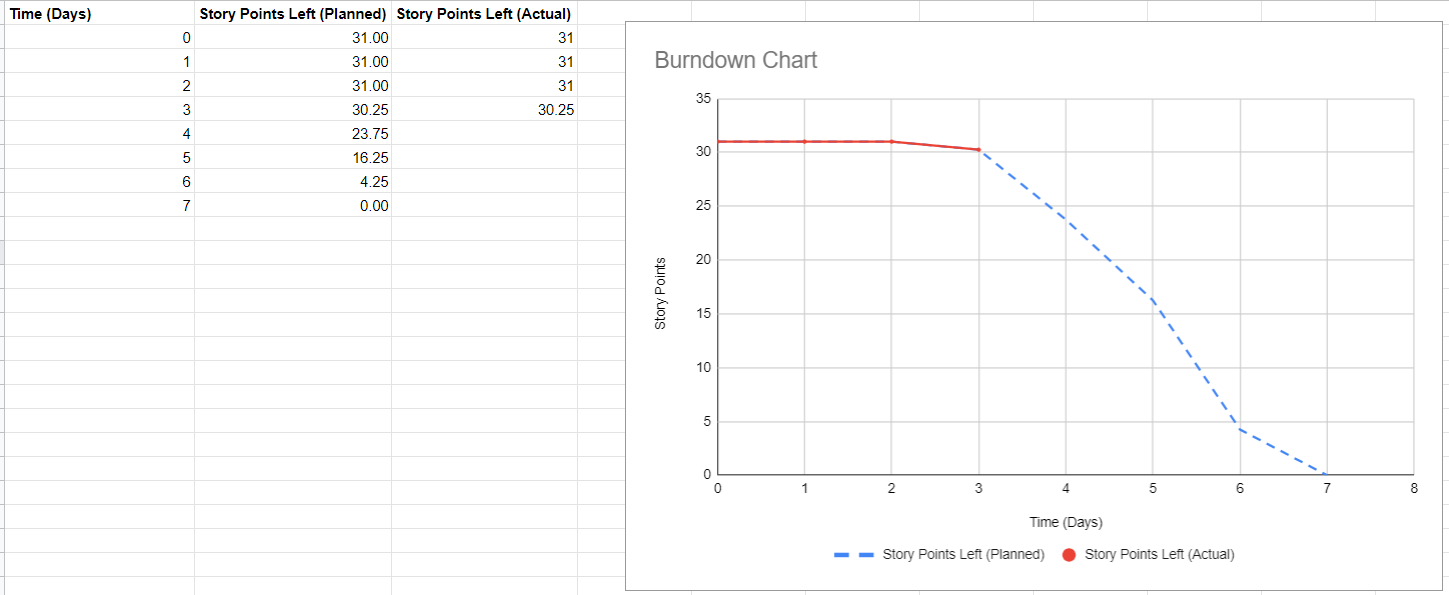 Time (Days) Story Points Left (Planned) Story Points Left (Actual)
0 31.00 31
1 31.00 31
2 31.00 31
3 30.25 30.25
4 23.75
5 16.25
6 4.25
7 0.00
Burndown Chart
35
30
25
20
15
10
5
0
Story Points
0 1 2 3 4 5 6 7 8
Time (Days)
Story Points Left (Planned) Story Points Left (Actual)